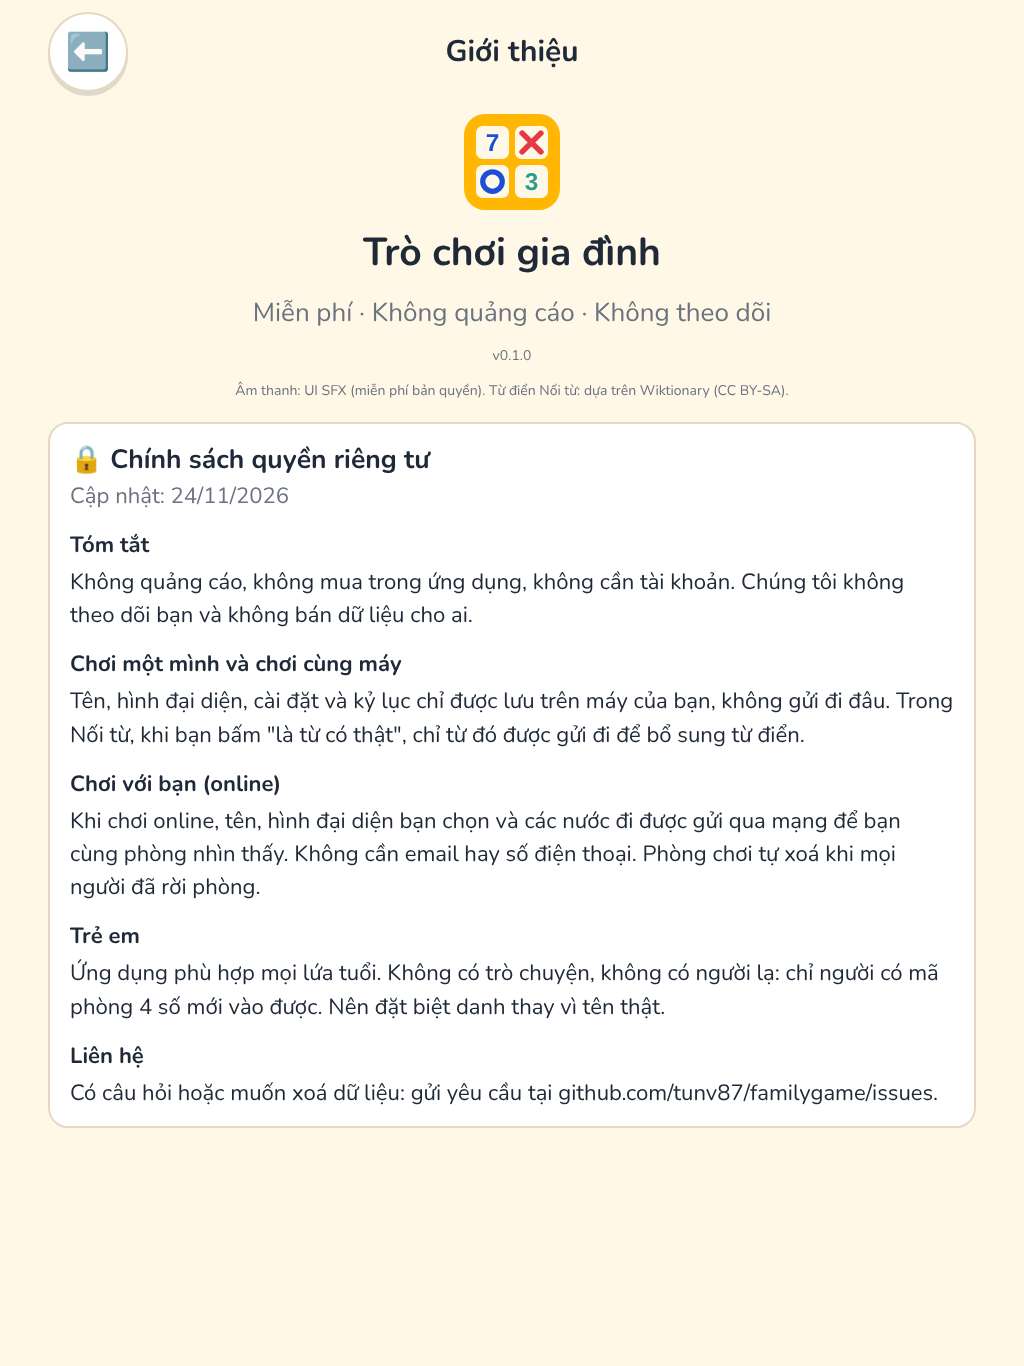 Giới thiệu
7
3
Trò chơi gia đình
Miễn phí · Không quảng cáo · Không theo dõi
v0.1.0
Âm thanh: UI SFX (miễn phí bản quyền). Từ điển Nối từ: dựa trên Wiktionary (CC BY-SA).
Chính sách quyền riêng tư
Cập nhật: 24/11/2026
Tóm tắt
Không quảng cáo, không mua trong ứng dụng, không cần tài khoản. Chúng tôi không
theo dõi bạn và không bán dữ liệu cho ai.
Chơi một mình và chơi cùng máy
Tên, hình đại diện, cài đặt và kỷ lục chỉ được lưu trên máy của bạn, không gửi đi đâu. Trong
Nối từ, khi bạn bấm "là từ có thật", chỉ từ đó được gửi đi để bổ sung từ điển.
Chơi với bạn (online)
Khi chơi online, tên, hình đại diện bạn chọn và các nước đi được gửi qua mạng để bạn
cùng phòng nhìn thấy. Không cần email hay số điện thoại. Phòng chơi tự xoá khi mọi
người đã rời phòng.
Trẻ em
Ứng dụng phù hợp mọi lứa tuổi. Không có trò chuyện, không có người lạ: chỉ người có mã
phòng 4 số mới vào được. Nên đặt biệt danh thay vì tên thật.
Liên hệ
Có câu hỏi hoặc muốn xoá dữ liệu: gửi yêu cầu tại github.com/tunv87/familygame/issues.